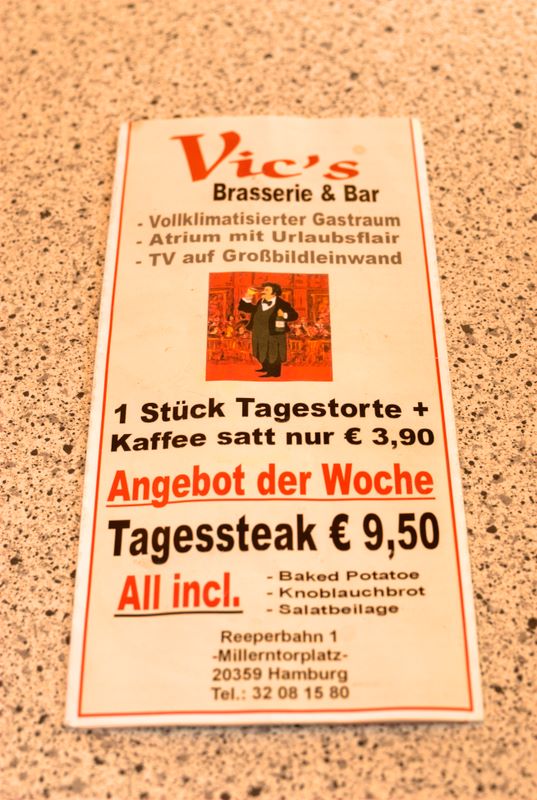 Vic's
Brasserie & Bar
- Vollklimatisierter Gastraum
- Atrium mit Urlaubsflair
- TV auf Großbildleinwand
1 Stück Tagestorte +
Kaffee satt nur € 3,90
Angebot der Woche
Tagessteak € 9,50
All incl.
- Baked Potatoe
- Knoblauchbrot
- Salatbeilage
Reeperbahn 1
-Millerntorplatz-
20359 Hamburg
Tel.: 32 08 15 80